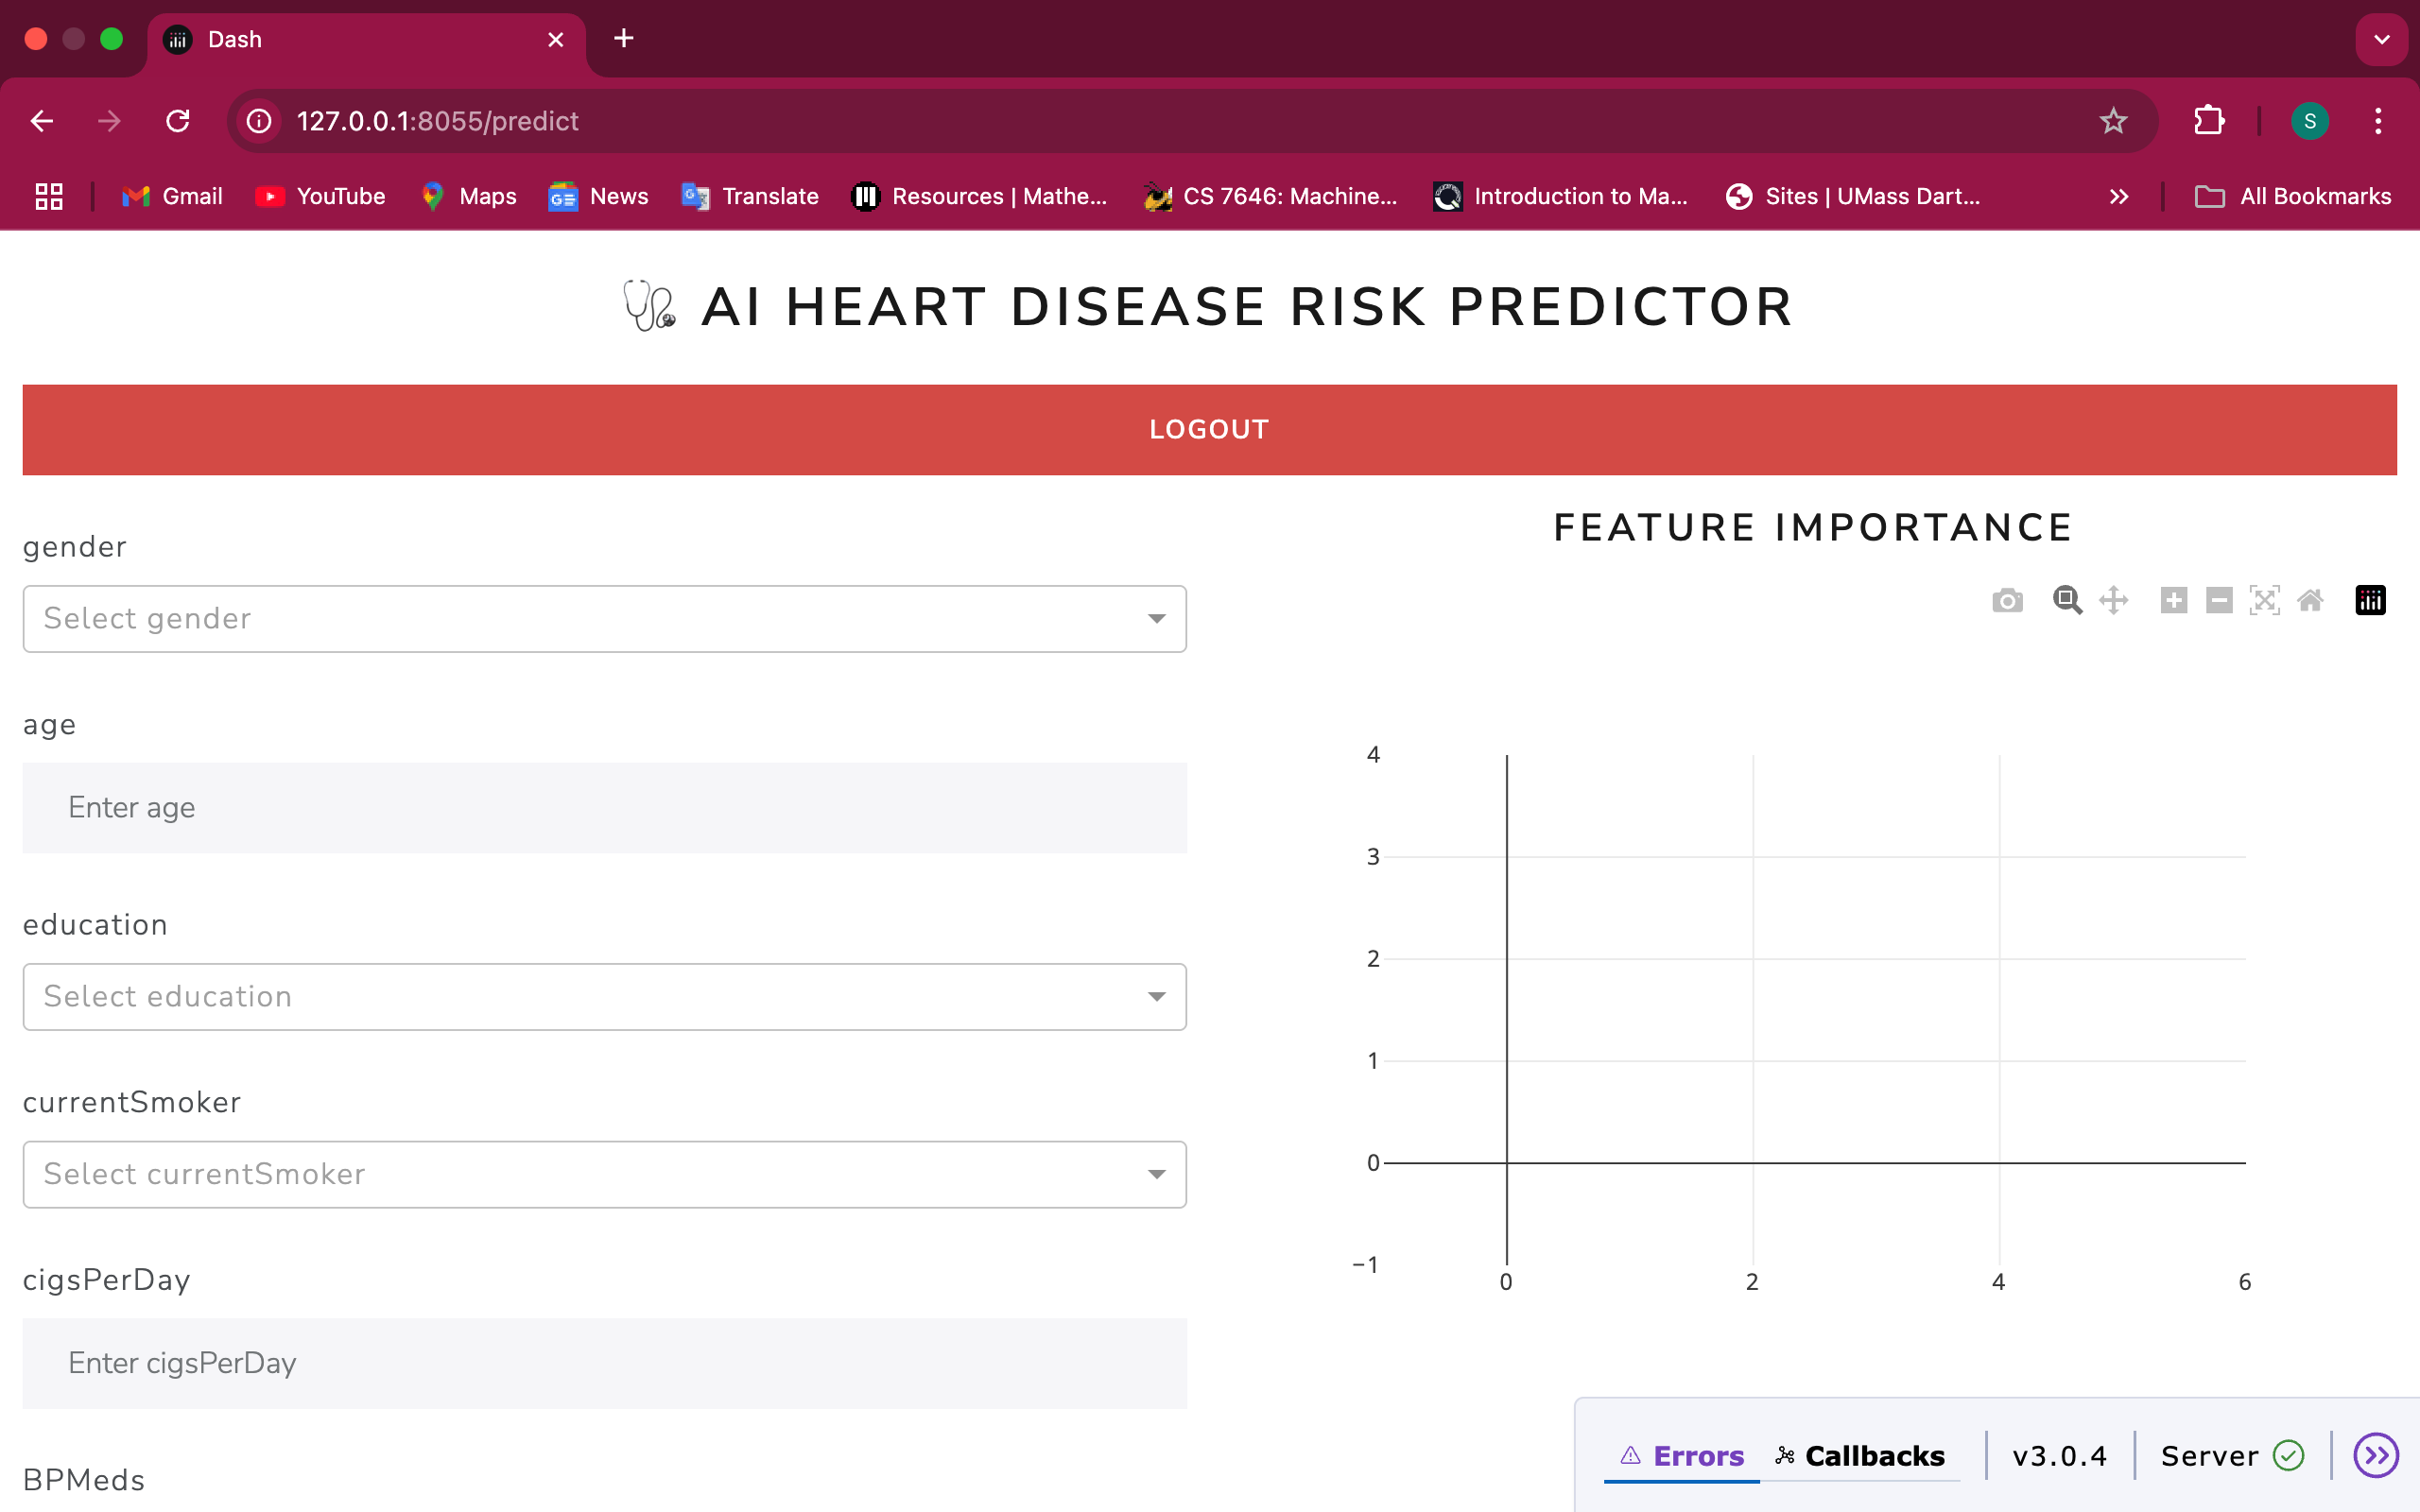 Dash
127.0.0.1:8055/predict
Gmail YouTube Maps News Translate Resources | Mathe... CS 7646: Machine... Introduction to Ma... Sites | UMass Dart... All Bookmarks
S
AI HEART DISEASE RISK PREDICTOR
LOGOUT
gender
Select gender
age
Enter age
education
Select education
currentSmoker
Select currentSmoker
cigsPerDay
Enter cigsPerDay
BPMeds
FEATURE IMPORTANCE
4
3
2
1
0
−1
0 2 4 6
Errors Callbacks v3.0.4 Server